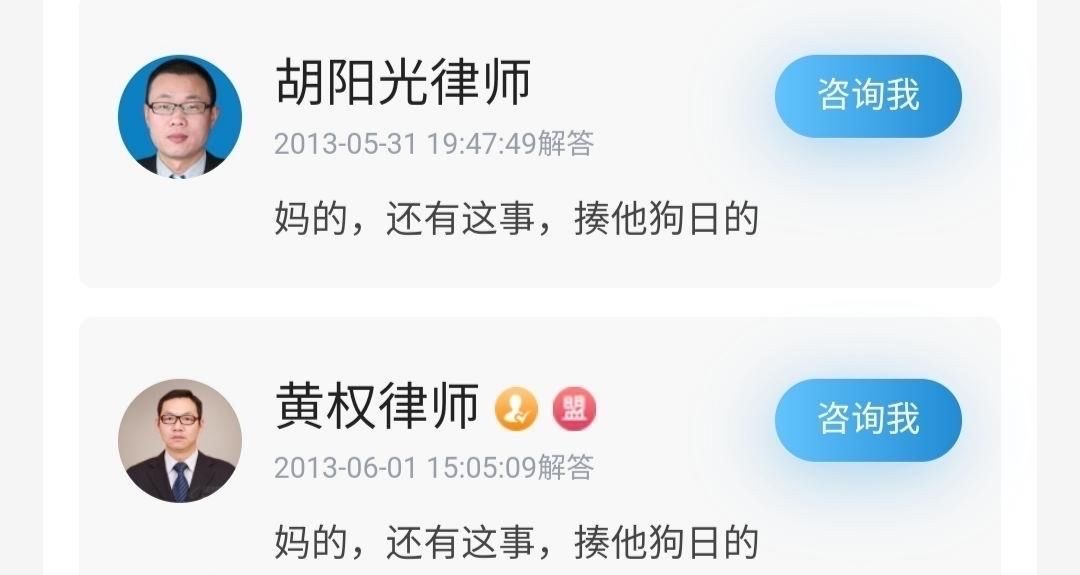 胡阳光律师
咨询我
2013-05-31 19:47:49解答
妈的，还有这事，揍他狗日的
黄权律师 盟
咨询我
2013-06-01 15:05:09解答
妈的，还有这事，揍他狗日的